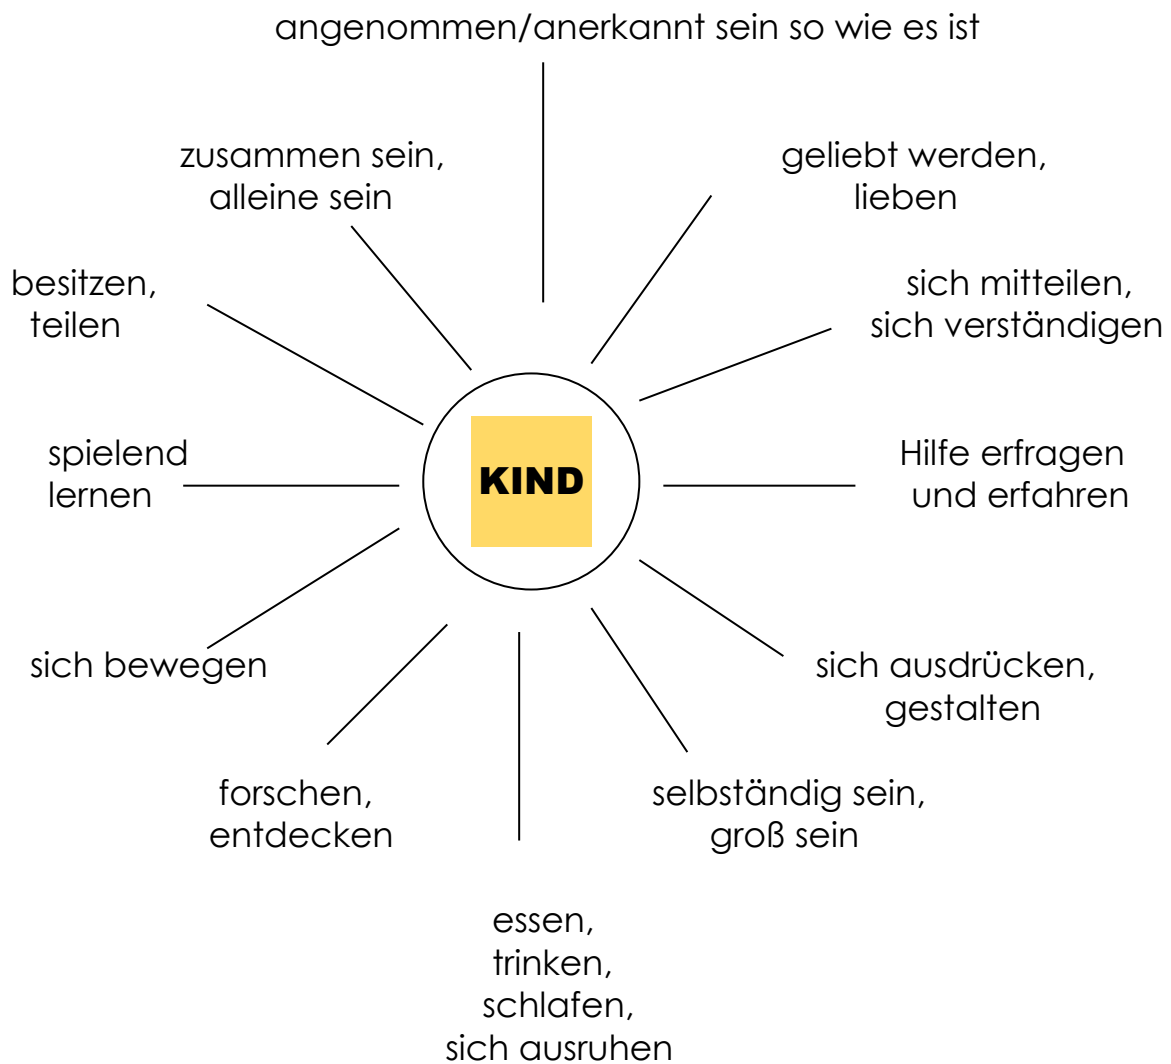 angenommen/anerkannt sein so wie es ist
zusammen sein,
alleine sein
geliebt werden,
lieben
besitzen,
teilen
sich mitteilen,
sich verständigen
spielend
lernen
KIND
Hilfe erfragen
und erfahren
sich bewegen
sich ausdrücken,
gestalten
forschen,
entdecken
selbständig sein,
groß sein
essen,
trinken,
schlafen,
sich ausruhen